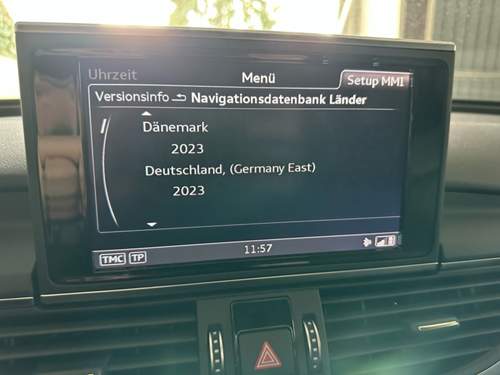 Uhrzeit Menü Setup MMI
Versionsinfo Navigationsdatenbank Länder
Dänemark
2023
Deutschland, (Germany East)
2023
TMC TP 11:57